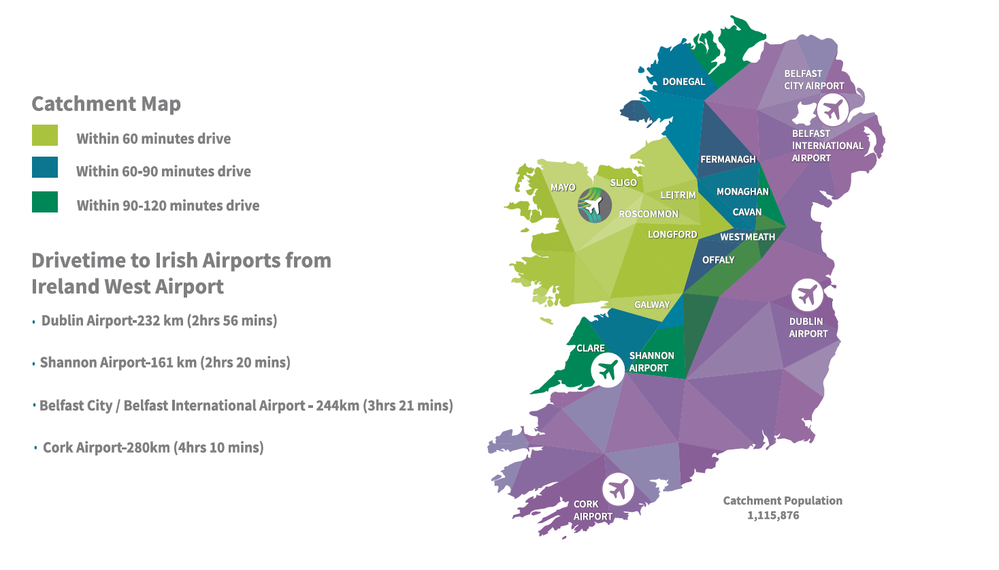 Catchment Map
Within 60 minutes drive
Within 60-90 minutes drive
Within 90-120 minutes drive
Drivetime to Irish Airports from
Ireland West Airport
• Dublin Airport-232 km (2hrs 56 mins)
• Shannon Airport-161 km (2hrs 20 mins)
• Belfast City / Belfast International Airport - 244km (3hrs 21 mins)
• Cork Airport-280km (4hrs 10 mins)
BELFAST
CITY AIRPORT
DONEGAL
BELFAST
INTERNATIONAL
AIRPORT
FERMANAGH
SLIGO
MAYO
LEITRIM
MONAGHAN
ROSCOMMON
CAVAN
LONGFORD
WESTMEATH
OFFALY
GALWAY
DUBLIN
AIRPORT
CLARE
SHANNON
AIRPORT
CORK
AIRPORT
Catchment Population
1,115,876